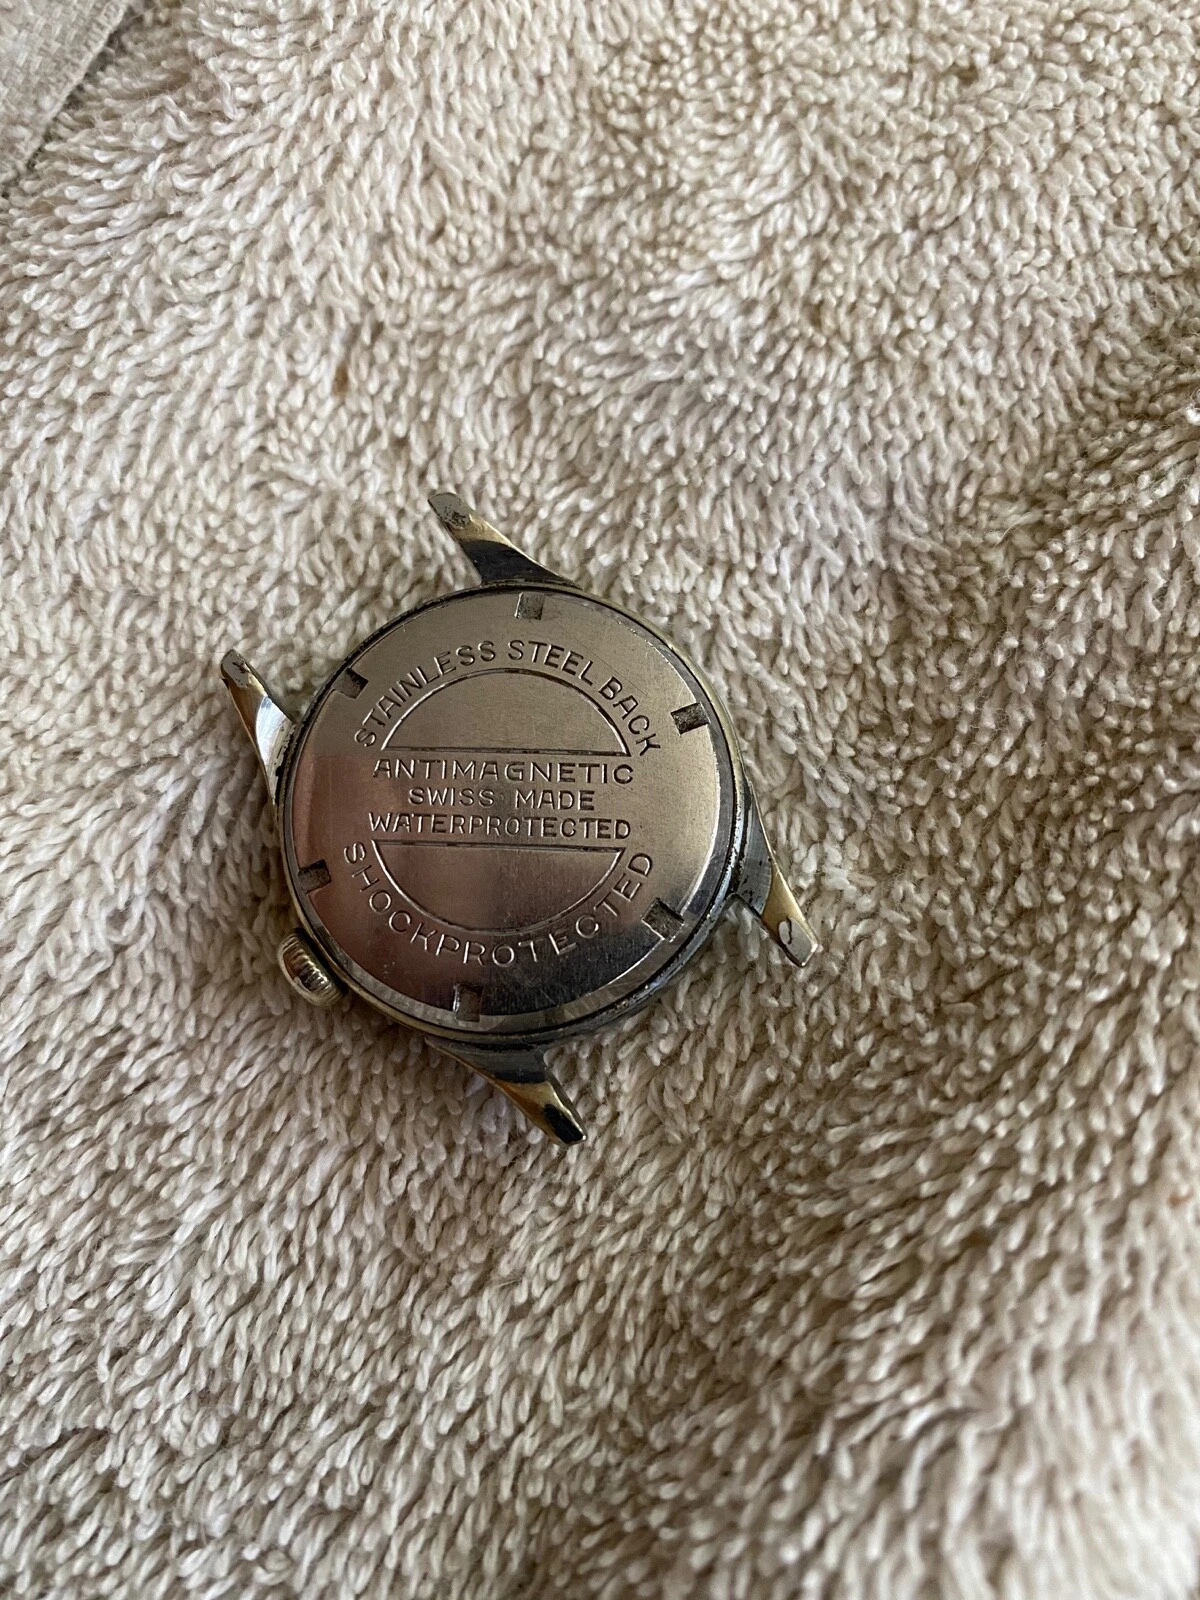 STAINLESS STEEL BACK
ANTIMAGNETIC
SWISS MADE
WATERPROTECTED
SHOCKPROTECTED